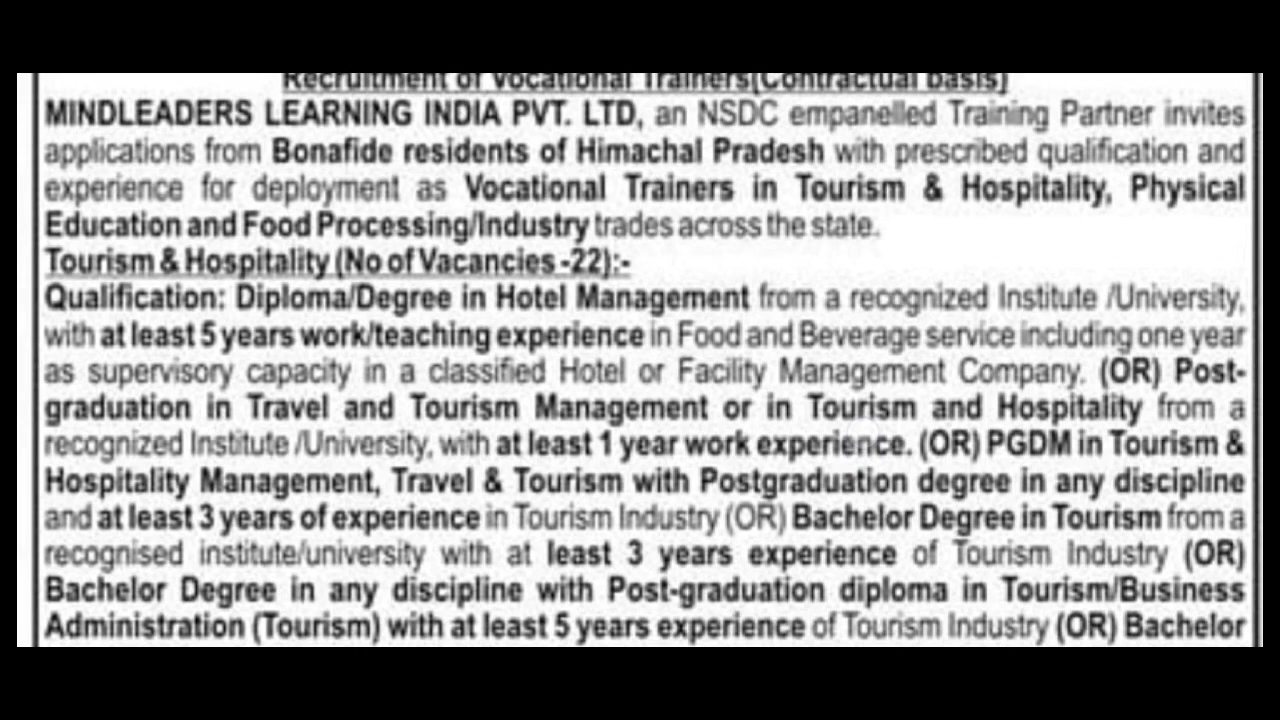 Recruitment of Vocational Trainers(Contractual basis)
MINDLEADERS LEARNING INDIA PVT. LTD, an NSDC empanelled Training Partner invites
applications from Bonafide residents of Himachal Pradesh with prescribed qualification and
experience for deployment as Vocational Trainers in Tourism & Hospitality, Physical
Education and Food Processing/Industry trades across the state.
Tourism & Hospitality (No of Vacancies -22):-
Qualification: Diploma/Degree in Hotel Management from a recognized Institute /University,
with at least 5 years work/teaching experience in Food and Beverage service including one year
as supervisory capacity in a classified Hotel or Facility Management Company. (OR) Post-
graduation in Travel and Tourism Management or in Tourism and Hospitality from a
recognized Institute /University, with at least 1 year work experience. (OR) PGDM in Tourism &
Hospitality Management, Travel & Tourism with Postgraduation degree in any discipline
and at least 3 years of experience in Tourism Industry (OR) Bachelor Degree in Tourism from a
recognised institute/university with at least 3 years experience of Tourism Industry (OR)
Bachelor Degree in any discipline with Post-graduation diploma in Tourism/Business
Administration (Tourism) with at least 5 years experience of Tourism Industry (OR) Bachelor